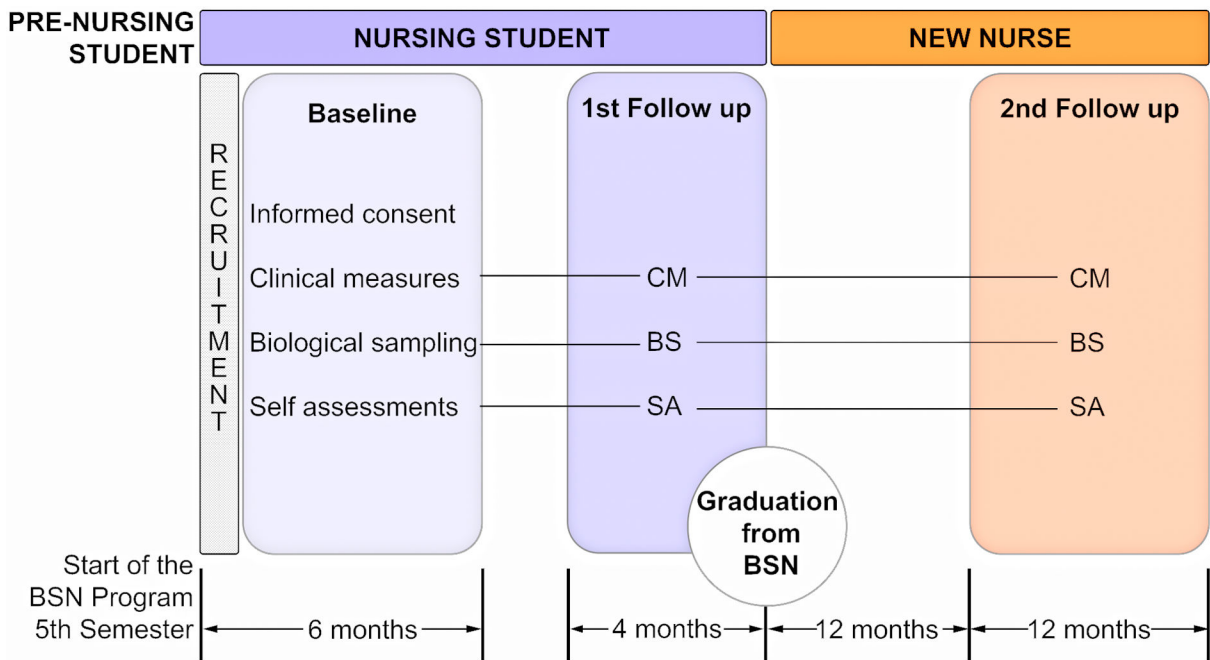 PRE-NURSING
STUDENT
NURSING STUDENT
NEW NURSE
RECRUITMENT
Baseline
1st Follow up
2nd Follow up
Informed consent
Clinical measures
CM
CM
Biological sampling
BS
BS
Self assessments
SA
SA
Graduation
from
BSN
Start of the
BSN Program
5th Semester
6 months
4 months
12 months
12 months